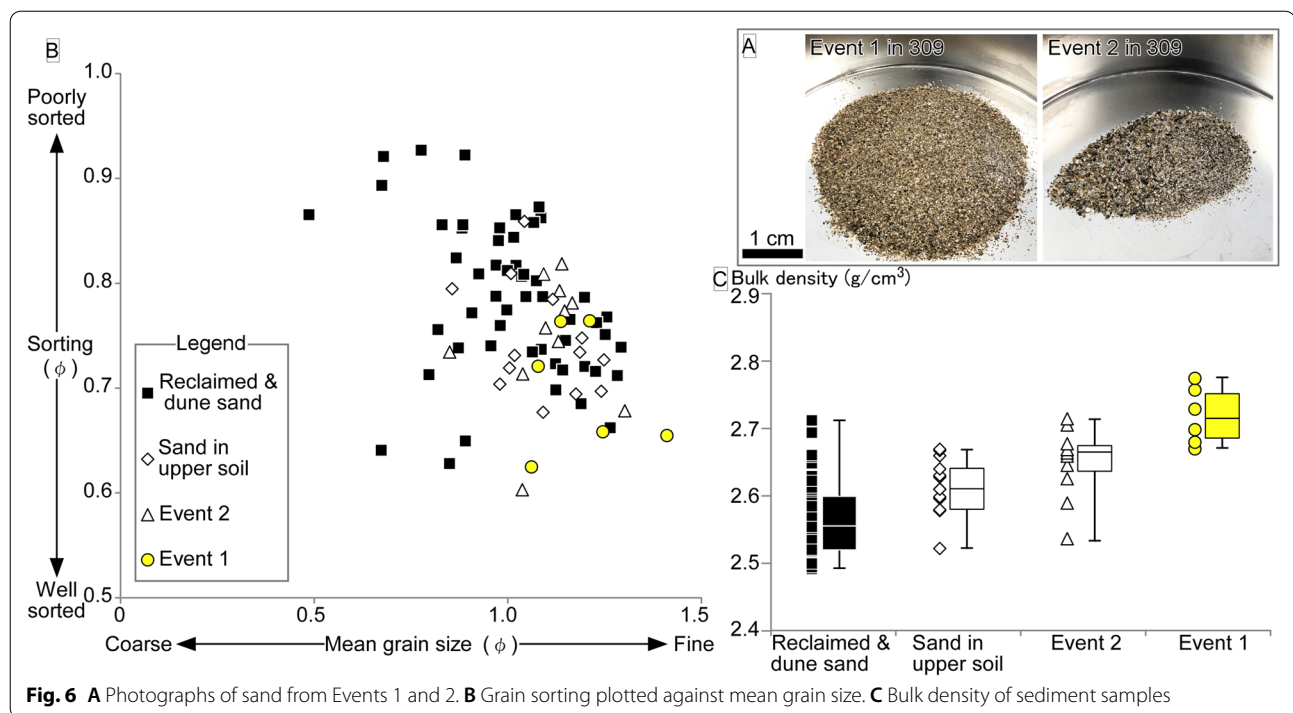 B
1.0
Poorly
sorted
0.9
0.8
Sorting
(ϕ)
0.7
0.6
Well
sorted
0.5
0
0.5
1.0
1.5
Coarse
Mean grain size (ϕ)
Fine
Legend
Reclaimed &
dune sand
Sand in
upper soil
Event 2
Event 1
A
Event 1 in 309
Event 2 in 309
1 cm
C Bulk density (g/cm³)
2.9
2.8
2.7
2.6
2.5
2.4
Reclaimed &
dune sand
Sand in
upper soil
Event 2
Event 1
Fig. 6 A Photographs of sand from Events 1 and 2. B Grain sorting plotted against mean grain size. C Bulk density of sediment samples